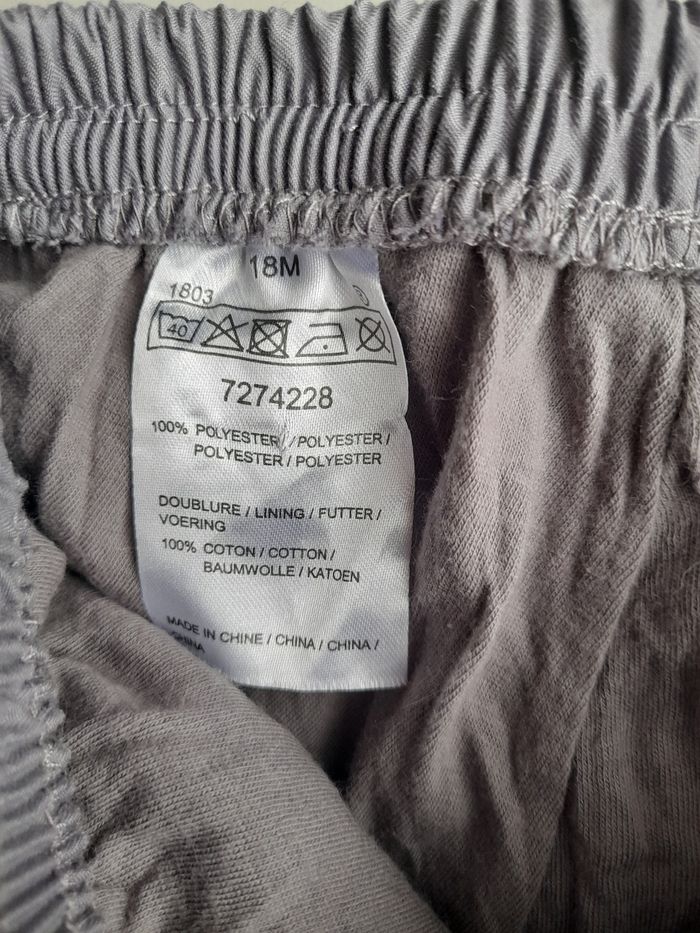 18M
1803
40
7274228
100% POLYESTER / /POLYESTER /
POLYESTER / POLYESTER
DOUBLURE / LINING / FUTTER /
VOERING
100% COTON / COTTON /
BAUMWOLLE / KATOEN
MADE IN CHINE / CHINA / CHINA /
CHINA